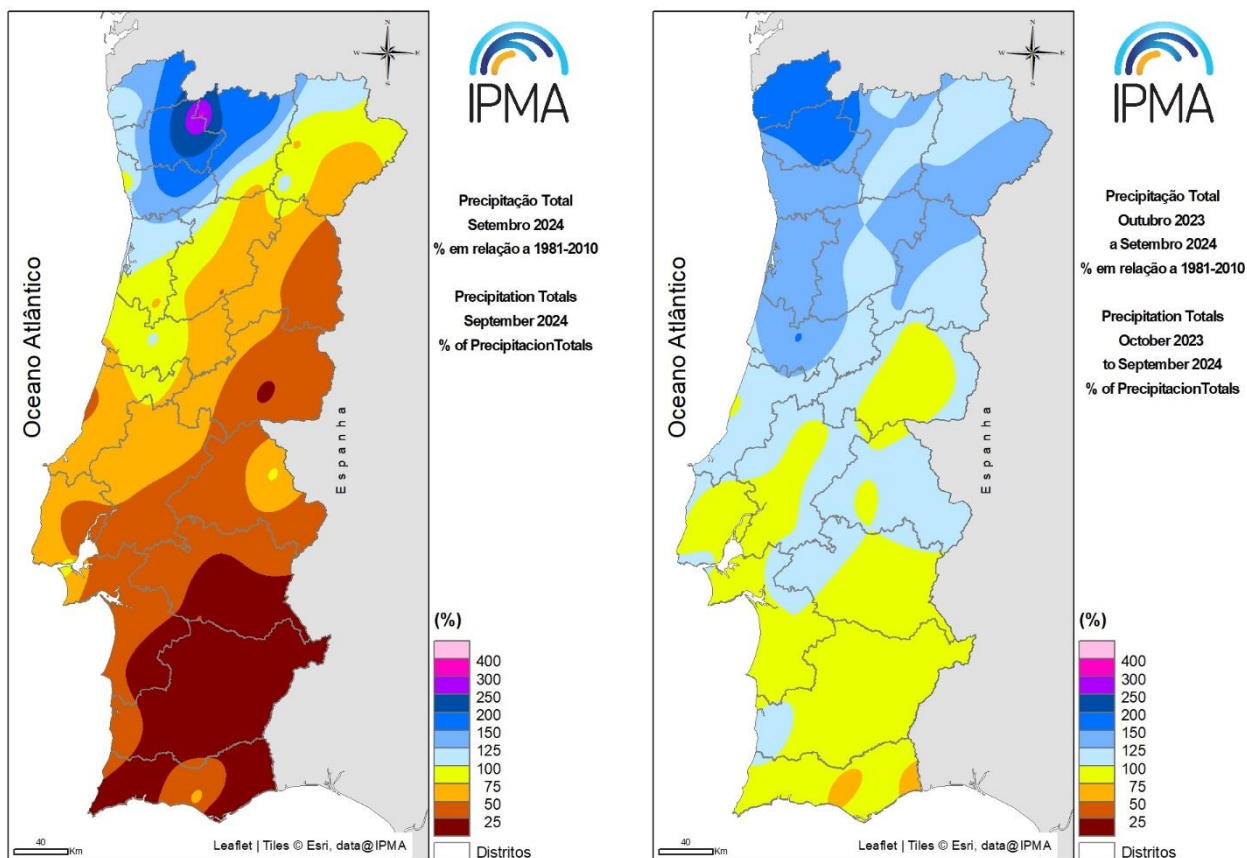 N
W E
S
IPMA
Precipitação Total
Setembro 2024
% em relação a 1981-2010
Precipitation Totals
September 2024
% of PrecipitacionTotals
Oceano Atlântico
Espanha
(%)
400
300
250
200
150
125
100
75
50
25
Distritos
40
Km
Leaflet | Tiles © Esri, data@IPMA
N
W E
S
IPMA
Precipitação Total
Outubro 2023
a Setembro 2024
% em relação a 1981-2010
Precipitation Totals
October 2023
to September 2024
% of PrecipitacionTotals
Oceano Atlântico
Espanha
(%)
400
300
250
200
150
125
100
75
50
25
Distritos
40
Km
Leaflet | Tiles © Esri, data@IPMA